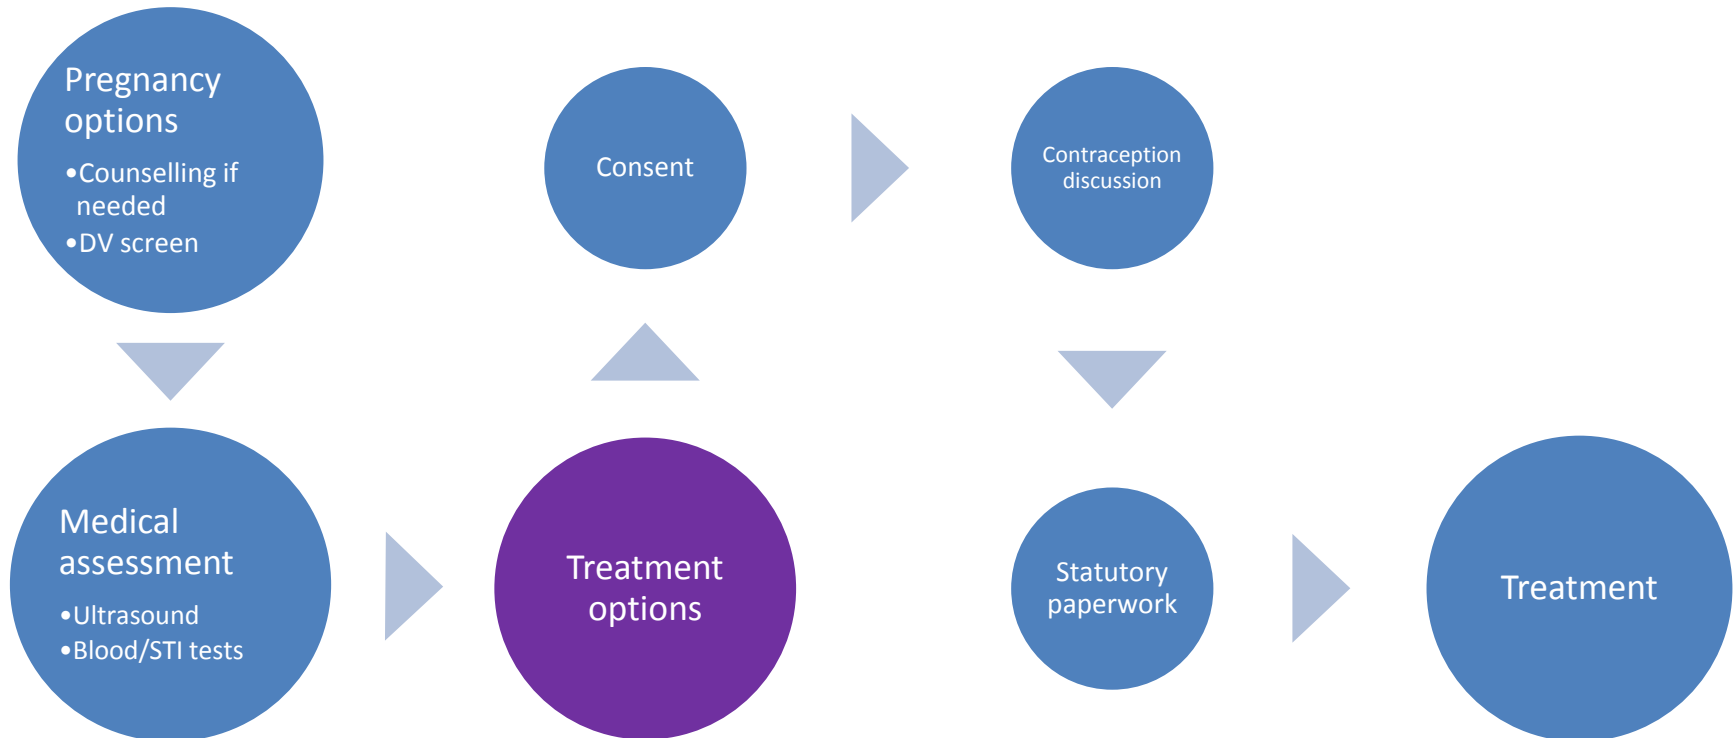 Pregnancy
options
•Counselling if
needed
•DV screen
Medical
assessment
•Ultrasound
•Blood/STI tests
Treatment
options
Consent
Contraception
discussion
Statutory
paperwork
Treatment